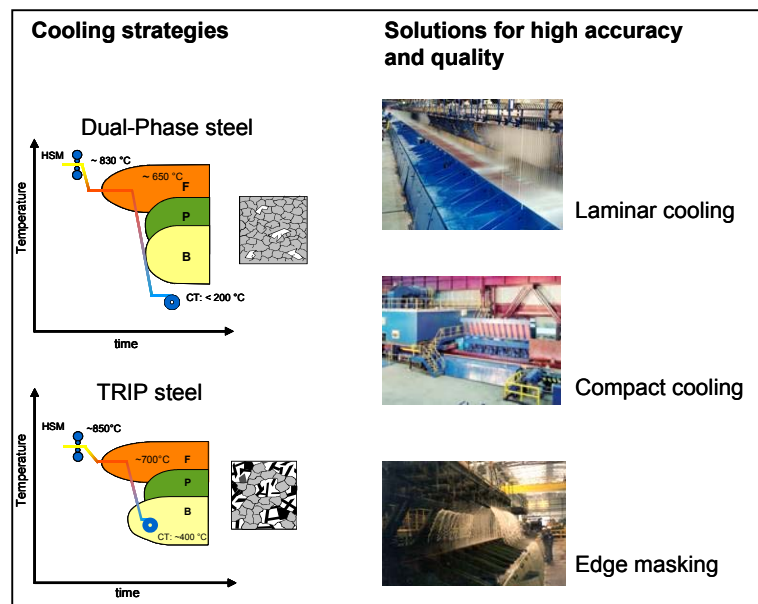 Cooling strategies
Solutions for high accuracy
and quality
Dual-Phase steel
HSM
~ 830 °C
~ 650 °C
F
P
B
CT: < 200 °C
Temperature
time
TRIP steel
HSM
~850°C
~700°C
F
P
B
CT: ~400 °C
Temperature
time
Laminar cooling
Compact cooling
Edge masking